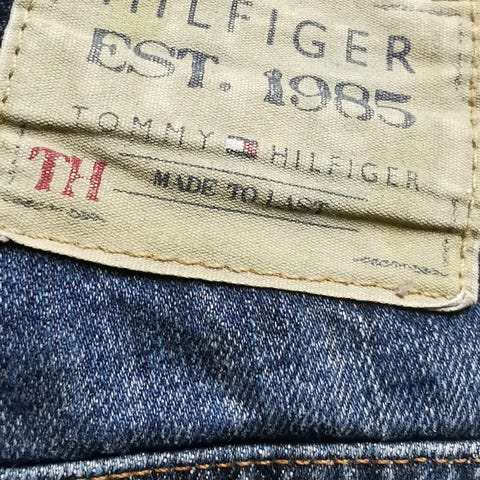 HILFIGER
EST. 1985
TOMMY HILFIGER
TH MADE TO LAST